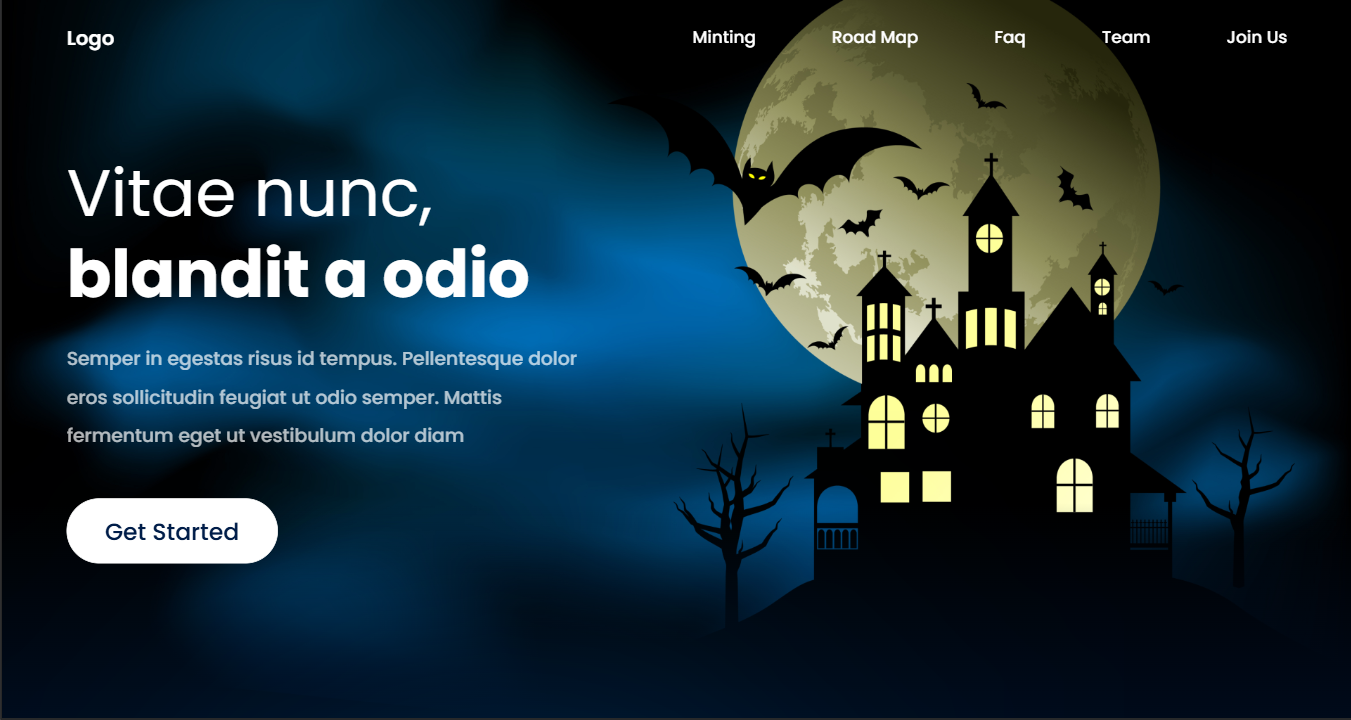 Logo
Minting
Road Map
Faq
Team
Join Us
Vitae nunc,
blandit a odio
Semper in egestas risus id tempus. Pellentesque dolor
eros sollicitudin feugiat ut odio semper. Mattis
fermentum eget ut vestibulum dolor diam
Get Started